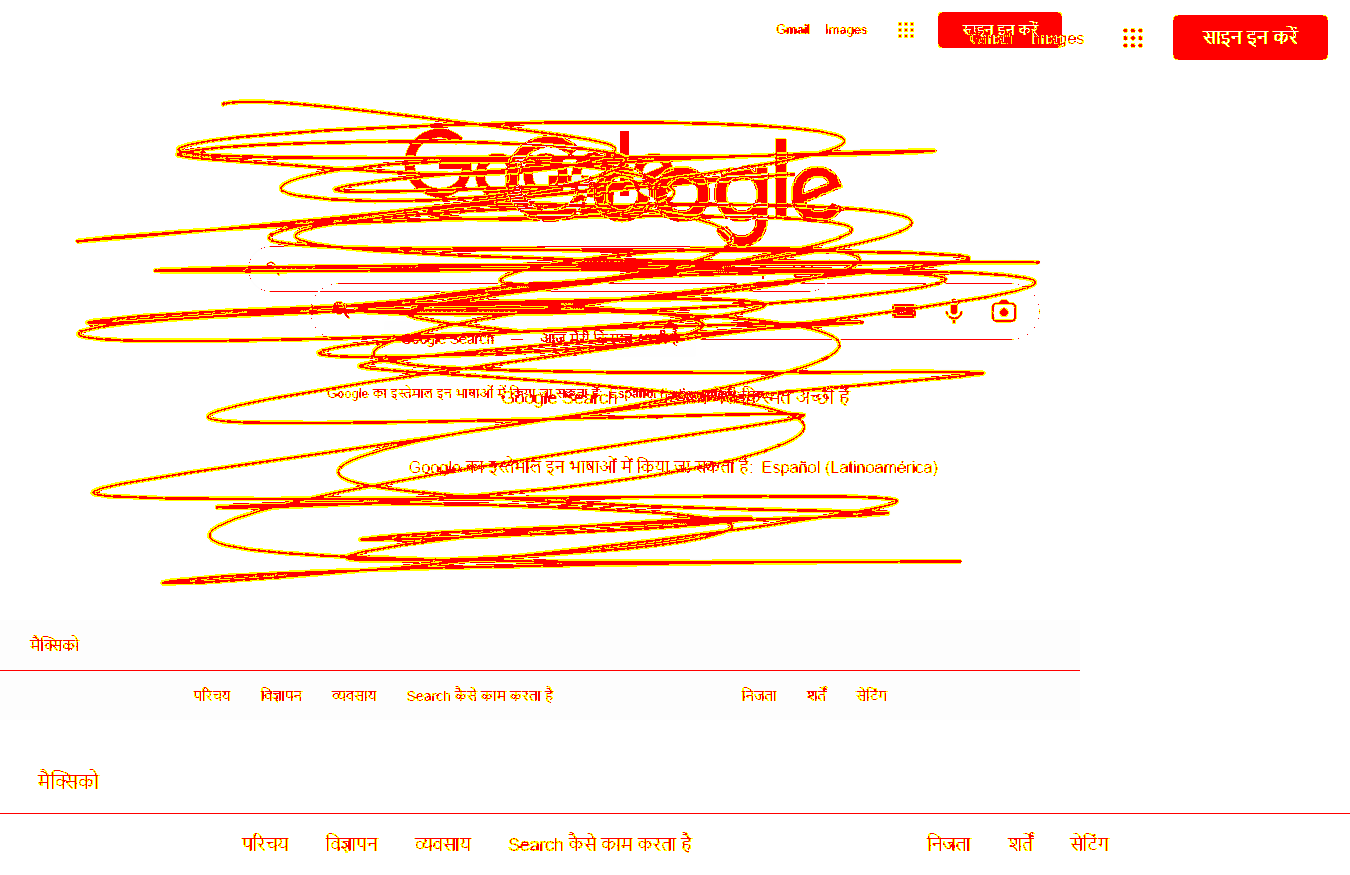 Gmail Images साइन इन करें
Gmail Images साइन इन करें
Google
Google
Google Search आज मेरी किस्मत अच्छी है
Google का इस्तेमाल इन भाषाओं में किया जा सकता है: Español
Google Search किस्मत अच्छी है
Google का इस्तेमाल इन भाषाओं में किया जा सकता है: Español (Latinoamérica)
मैक्सिको
परिचय विज्ञापन व्यवसाय Search कैसे काम करता है निजता शर्तें सेटिंग
मैक्सिको
परिचय विज्ञापन व्यवसाय Search कैसे काम करता है निजता शर्तें सेटिंग